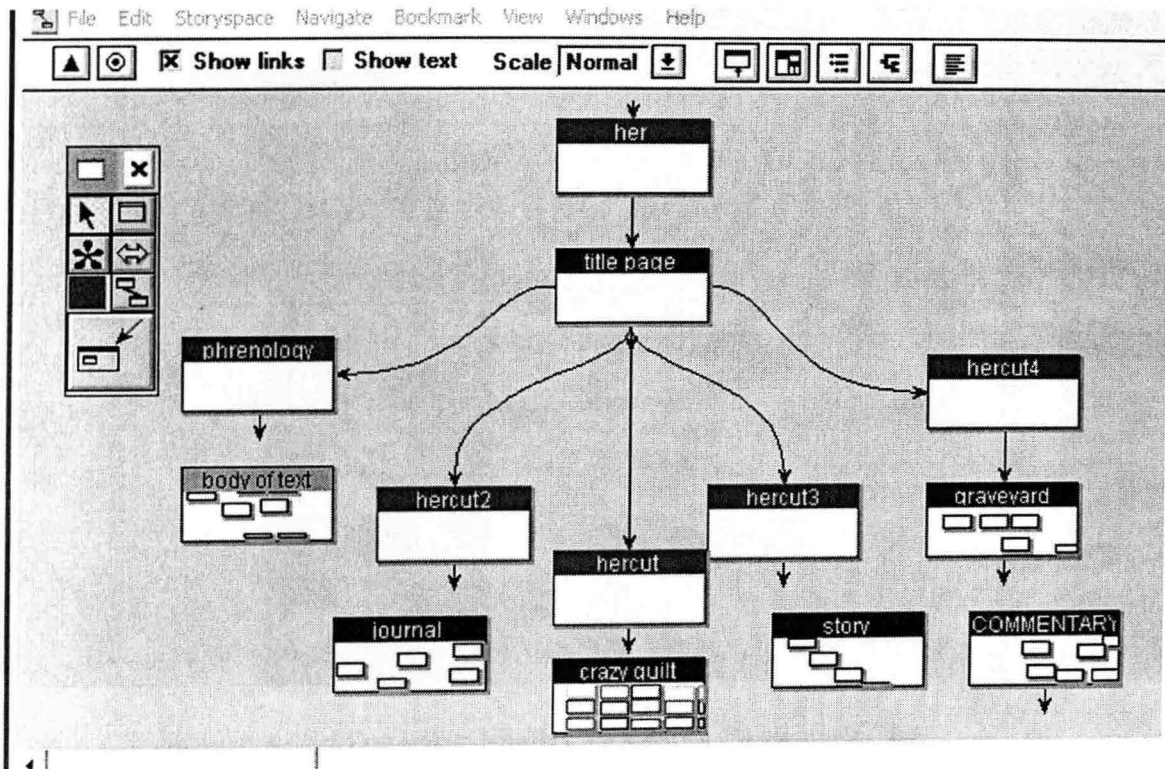 File Edit Storyspace Navigate Bookmark View Windows Help
Show links Show text Scale Normal
her
title page
phrenology
hercut4
body of text
hercut2
hercut3
graveyard
hercut
journal
story
COMMENTARY
crazy quilt